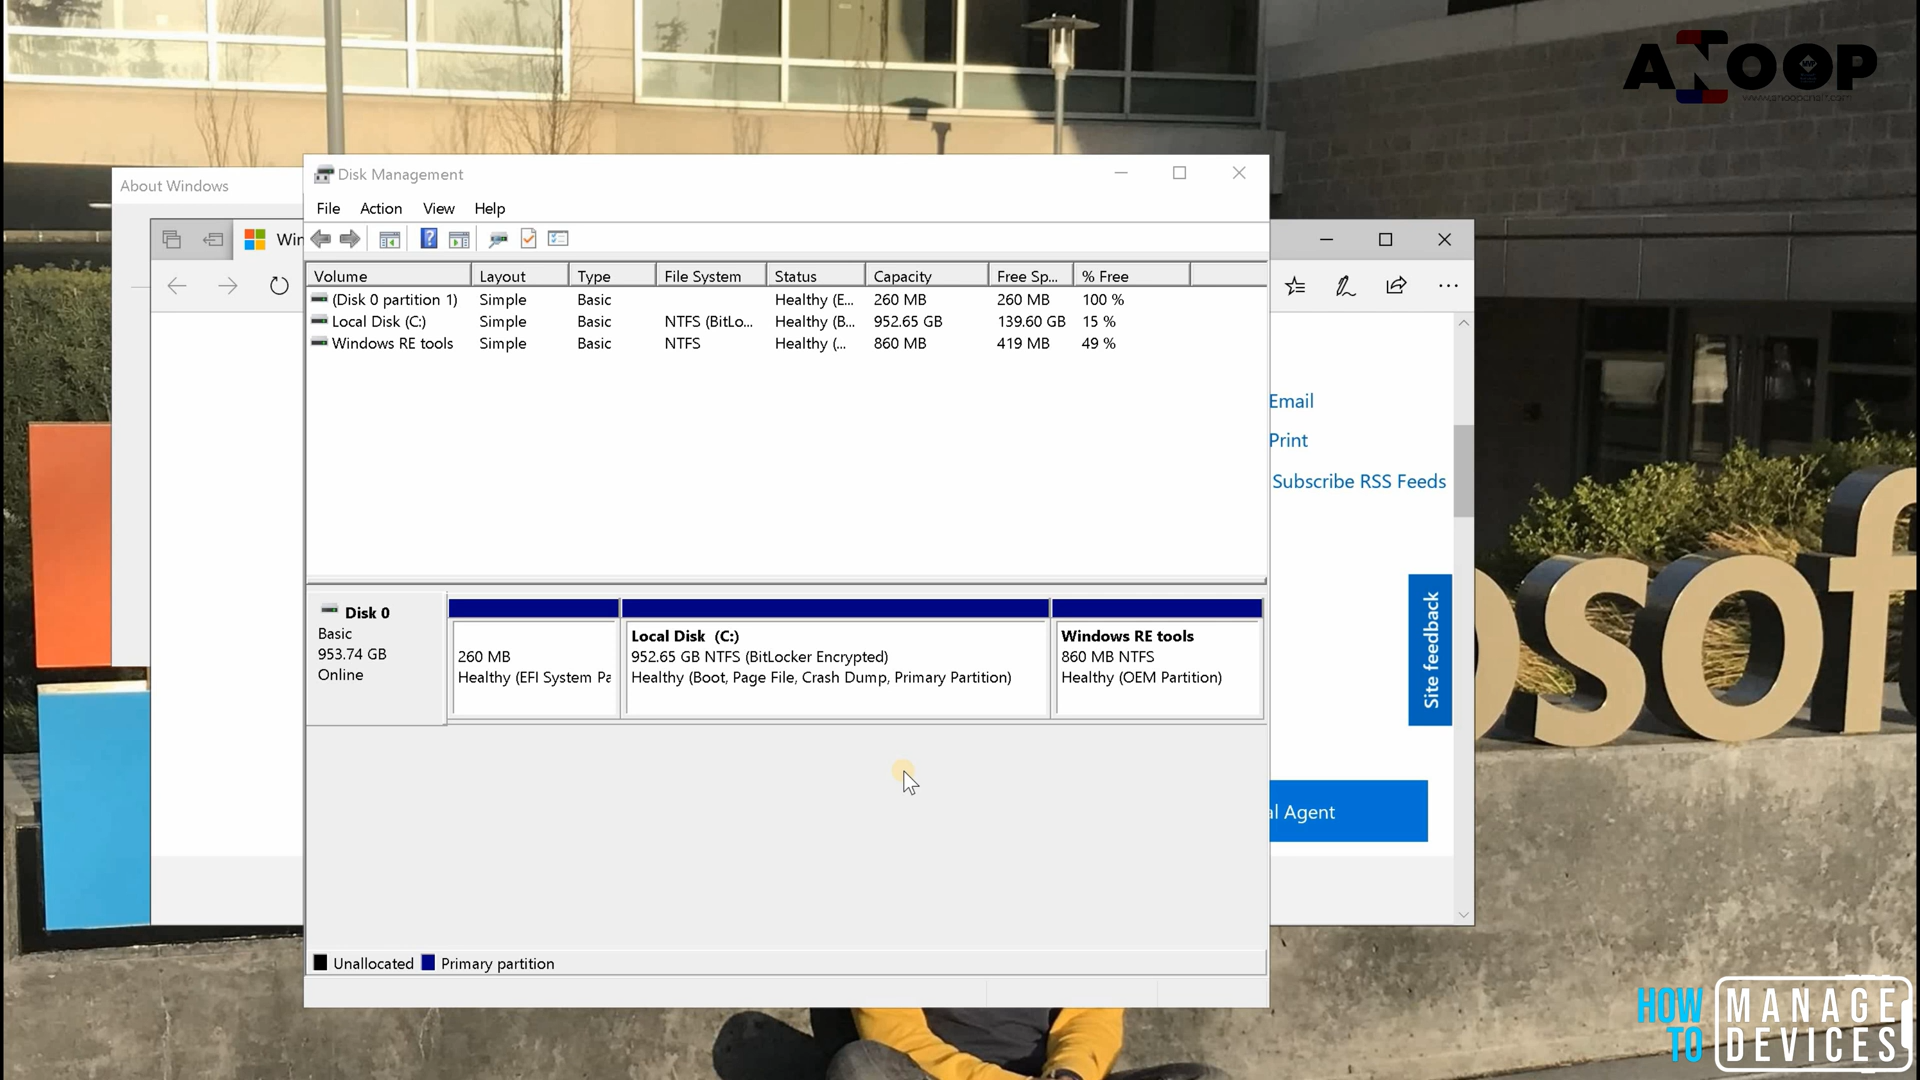 ANOOP
About Windows
Disk Management
File Action View Help
Volume Layout Type File System Status Capacity Free Sp... % Free
(Disk 0 partition 1) Simple Basic Healthy (E... 260 MB 260 MB 100 %
Local Disk (C:) Simple Basic NTFS (BitLo... Healthy (B... 952.65 GB 139.60 GB 15 %
Windows RE tools Simple Basic NTFS Healthy (... 860 MB 419 MB 49 %
Win
Email
Print
Subscribe RSS Feeds
Site feedback
al Agent
Disk 0
Basic
953.74 GB
Online
260 MB
Healthy (EFI System Pa
Local Disk (C:)
952.65 GB NTFS (BitLocker Encrypted)
Healthy (Boot, Page File, Crash Dump, Primary Partition)
Windows RE tools
860 MB NTFS
Healthy (OEM Partition)
Unallocated Primary partition
osof
HOW TO
MANAGE
DEVICES